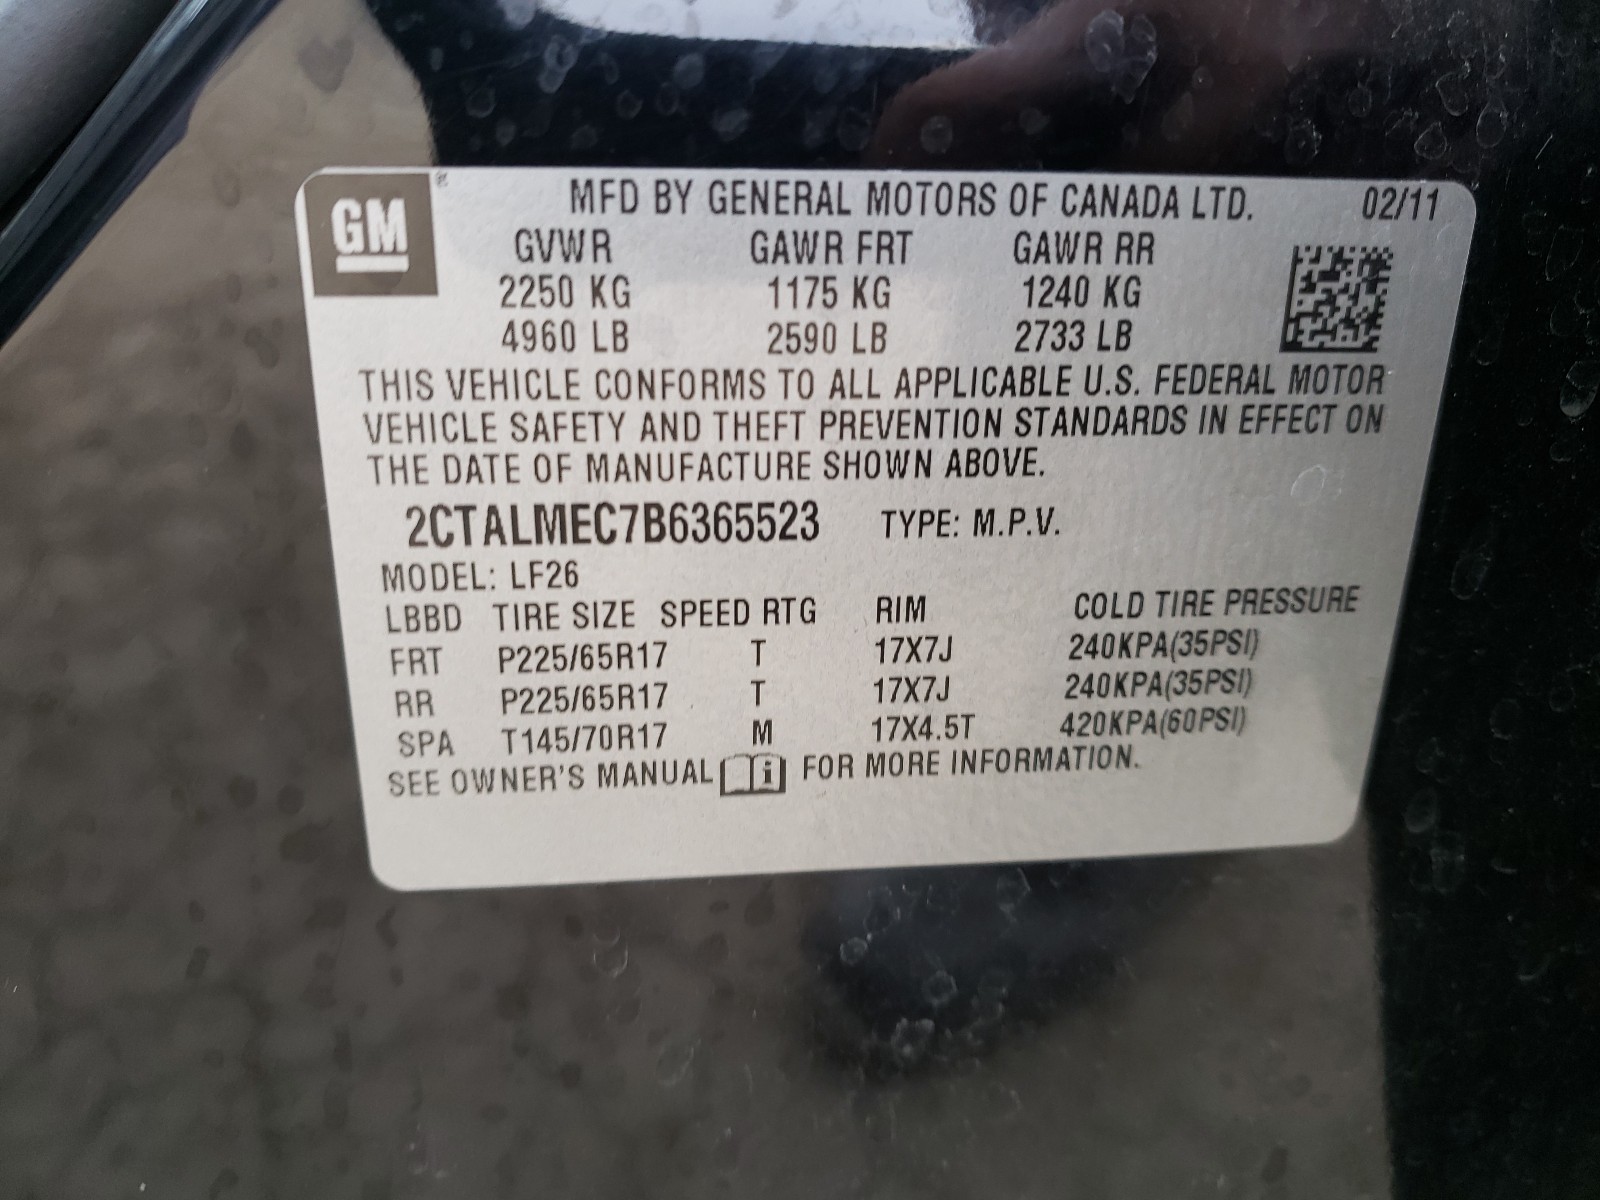 GM® MFD BY GENERAL MOTORS OF CANADA LTD. 02/11
GVWR GAWR FRT GAWR RR
2250 KG 1175 KG 1240 KG
4960 LB 2590 LB 2733 LB
THIS VEHICLE CONFORMS TO ALL APPLICABLE U.S. FEDERAL MOTOR
VEHICLE SAFETY AND THEFT PREVENTION STANDARDS IN EFFECT ON
THE DATE OF MANUFACTURE SHOWN ABOVE.
2CTALMEC7B6365523 TYPE: M.P.V.
MODEL: LF26
LBBD TIRE SIZE SPEED RTG RIM COLD TIRE PRESSURE
FRT P225/65R17 T 17X7J 240KPA(35PSI)
RR P225/65R17 T 17X7J 240KPA(35PSI)
SPA T145/70R17 M 17X4.5T 420KPA(60PSI)
SEE OWNER'S MANUAL i FOR MORE INFORMATION.